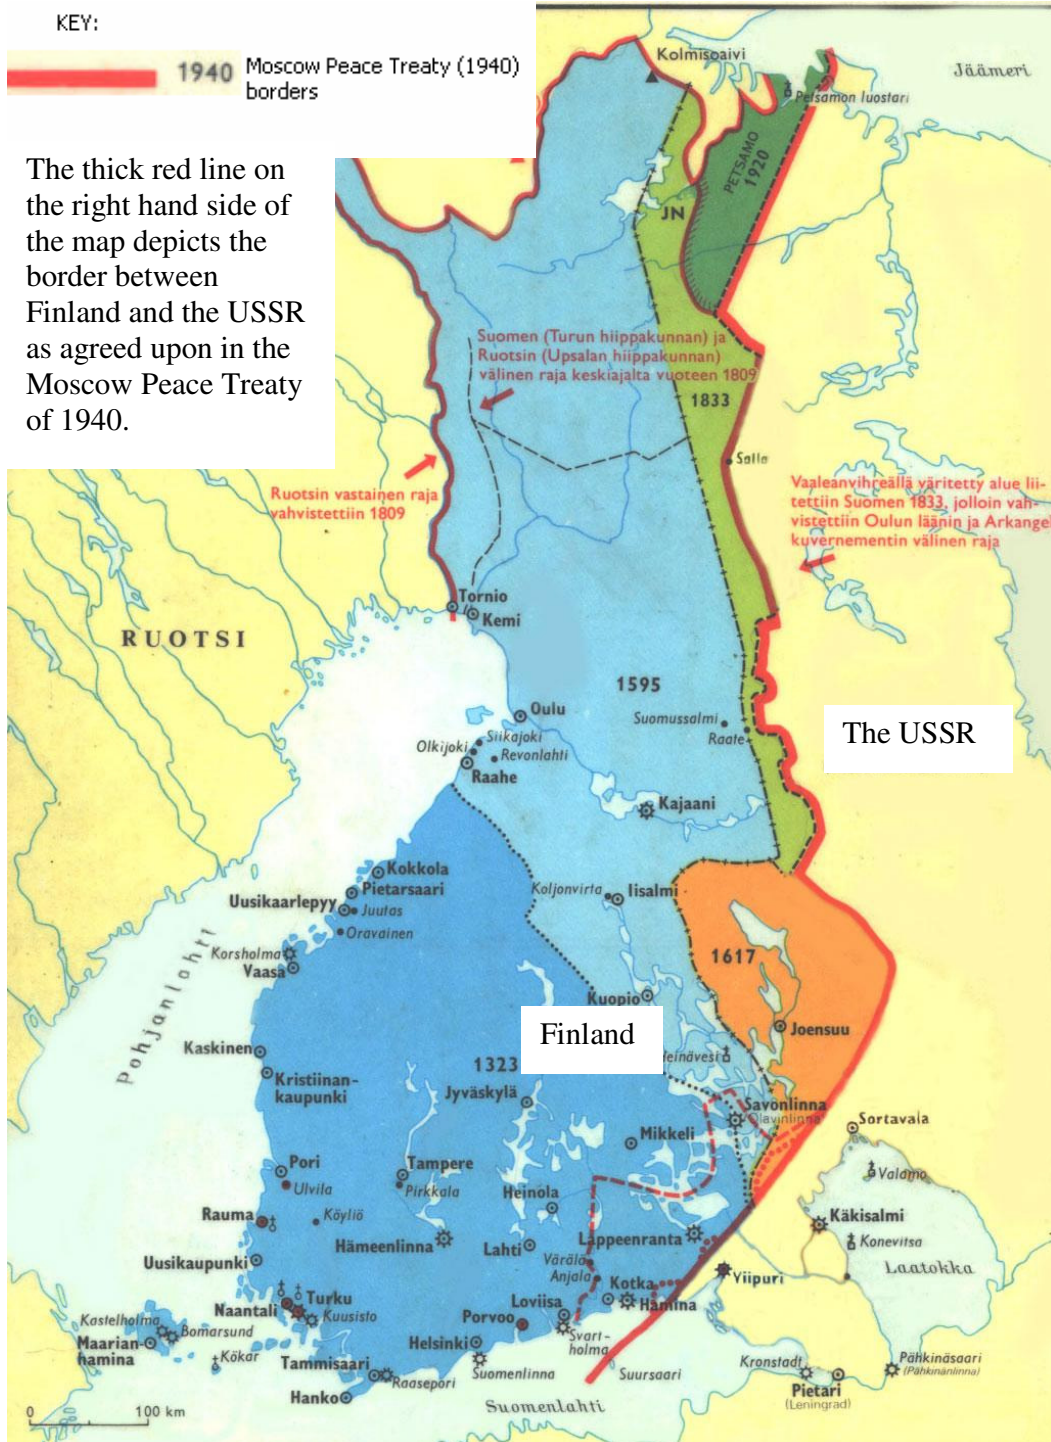 KEY:
1940 Moscow Peace Treaty (1940)
borders
The thick red line on
the right hand side of
the map depicts the
border between
Finland and the USSR
as agreed upon in the
Moscow Peace Treaty
of 1940.
Kolmisoaivi
Jäämeri
Petsamon luostari
PETSAMO
1920
JN
Suomen (Turun hiippakunnan) ja
Ruotsin (Upsalan hiippakunnan)
välinen raja keskiajalta vuoteen 1809
1833
Salla
Ruotsin vastainen raja
vahvistettiin 1809
Vaaleanvihreällä väritetty alue lii-
tettiin Suomen 1833, jolloin vah-
vistettiin Oulun läänin ja Arkangel
kuvernementin välinen raja
Tornio
Kemi
RUOTSI
1595
Oulu
Suomussalmi
Raate
The USSR
Siikajoki
Olkijoki
Revonlahti
Raahe
Kajaani
Kokkola
Pietarsaari
Uusikaarlepyy
Juutas
Oravainen
Koljonvirta
Iisalmi
Korsholma
Vaasa
1617
Pohjanlahti
Kuopio
Finland
Joensuu
Heinävesi
Kaskinen
1323
Kristiinan-
kaupunki
Jyväskylä
Savonlinna
(Olavinlinna)
Sortavala
Mikkeli
Pori
Ulvila
Tampere
Pirkkala
Valamo
Heinola
Rauma
Köyliö
Käkisalmi
Hämeenlinna
Lahti
Lappeenranta
Konevitsa
Uusikaupunki
Värälä
Anjala
Viipuri
Laatokka
Naantali
Turku
Kuusisto
Kotka
Hamina
Loviisa
Kastelholma
Bomarsund
Maarian-
hamina
Porvoo
Helsinki
Svart-
holma
Kökar
Tammisaari
Raasepori
Suomenlinna
Suursaari
Kronstadt
Pietari
(Leningrad)
Pähkinäsaari
(Pähkinänlinna)
Hanko
Suomenlahti
0 100 km